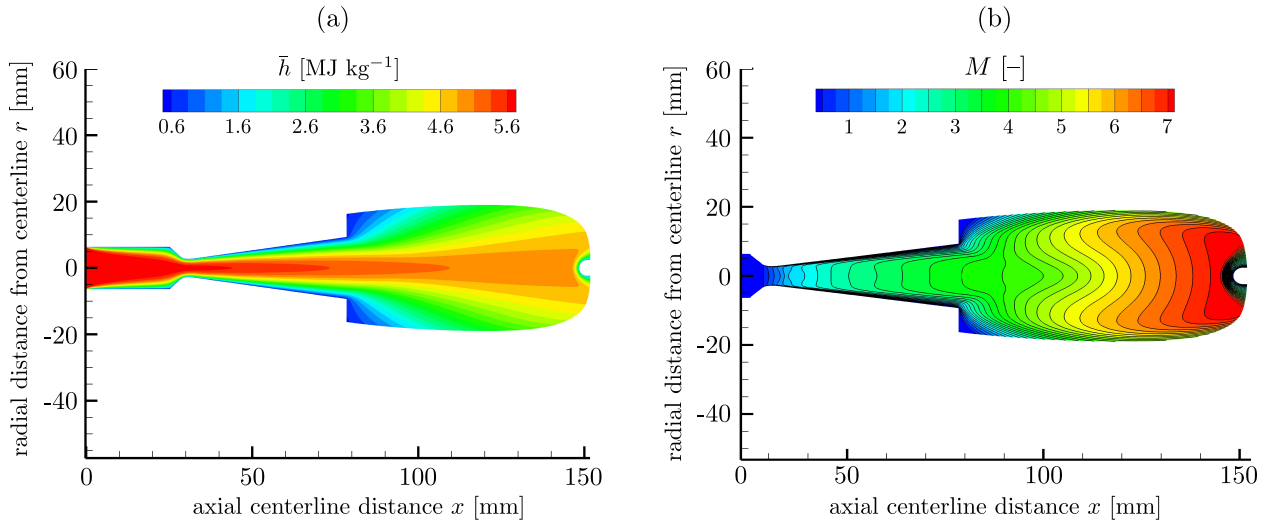 (a)
h̄ [MJ kg⁻¹]
0.6 1.6 2.6 3.6 4.6 5.6
radial distance from centerline r [mm]
60
40
20
0
-20
-40
0 50 100 150
axial centerline distance x [mm]
(b)
M [–]
1 2 3 4 5 6 7
radial distance from centerline r [mm]
60
40
20
0
-20
-40
0 50 100 150
axial centerline distance x [mm]